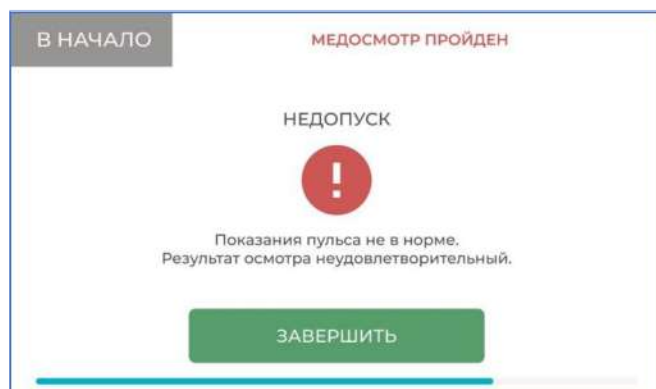 В НАЧАЛО
МЕДОСМОТР ПРОЙДЕН
НЕДОПУСК
!
Показания пульса не в норме.
Результат осмотра неудовлетворительный.
ЗАВЕРШИТЬ